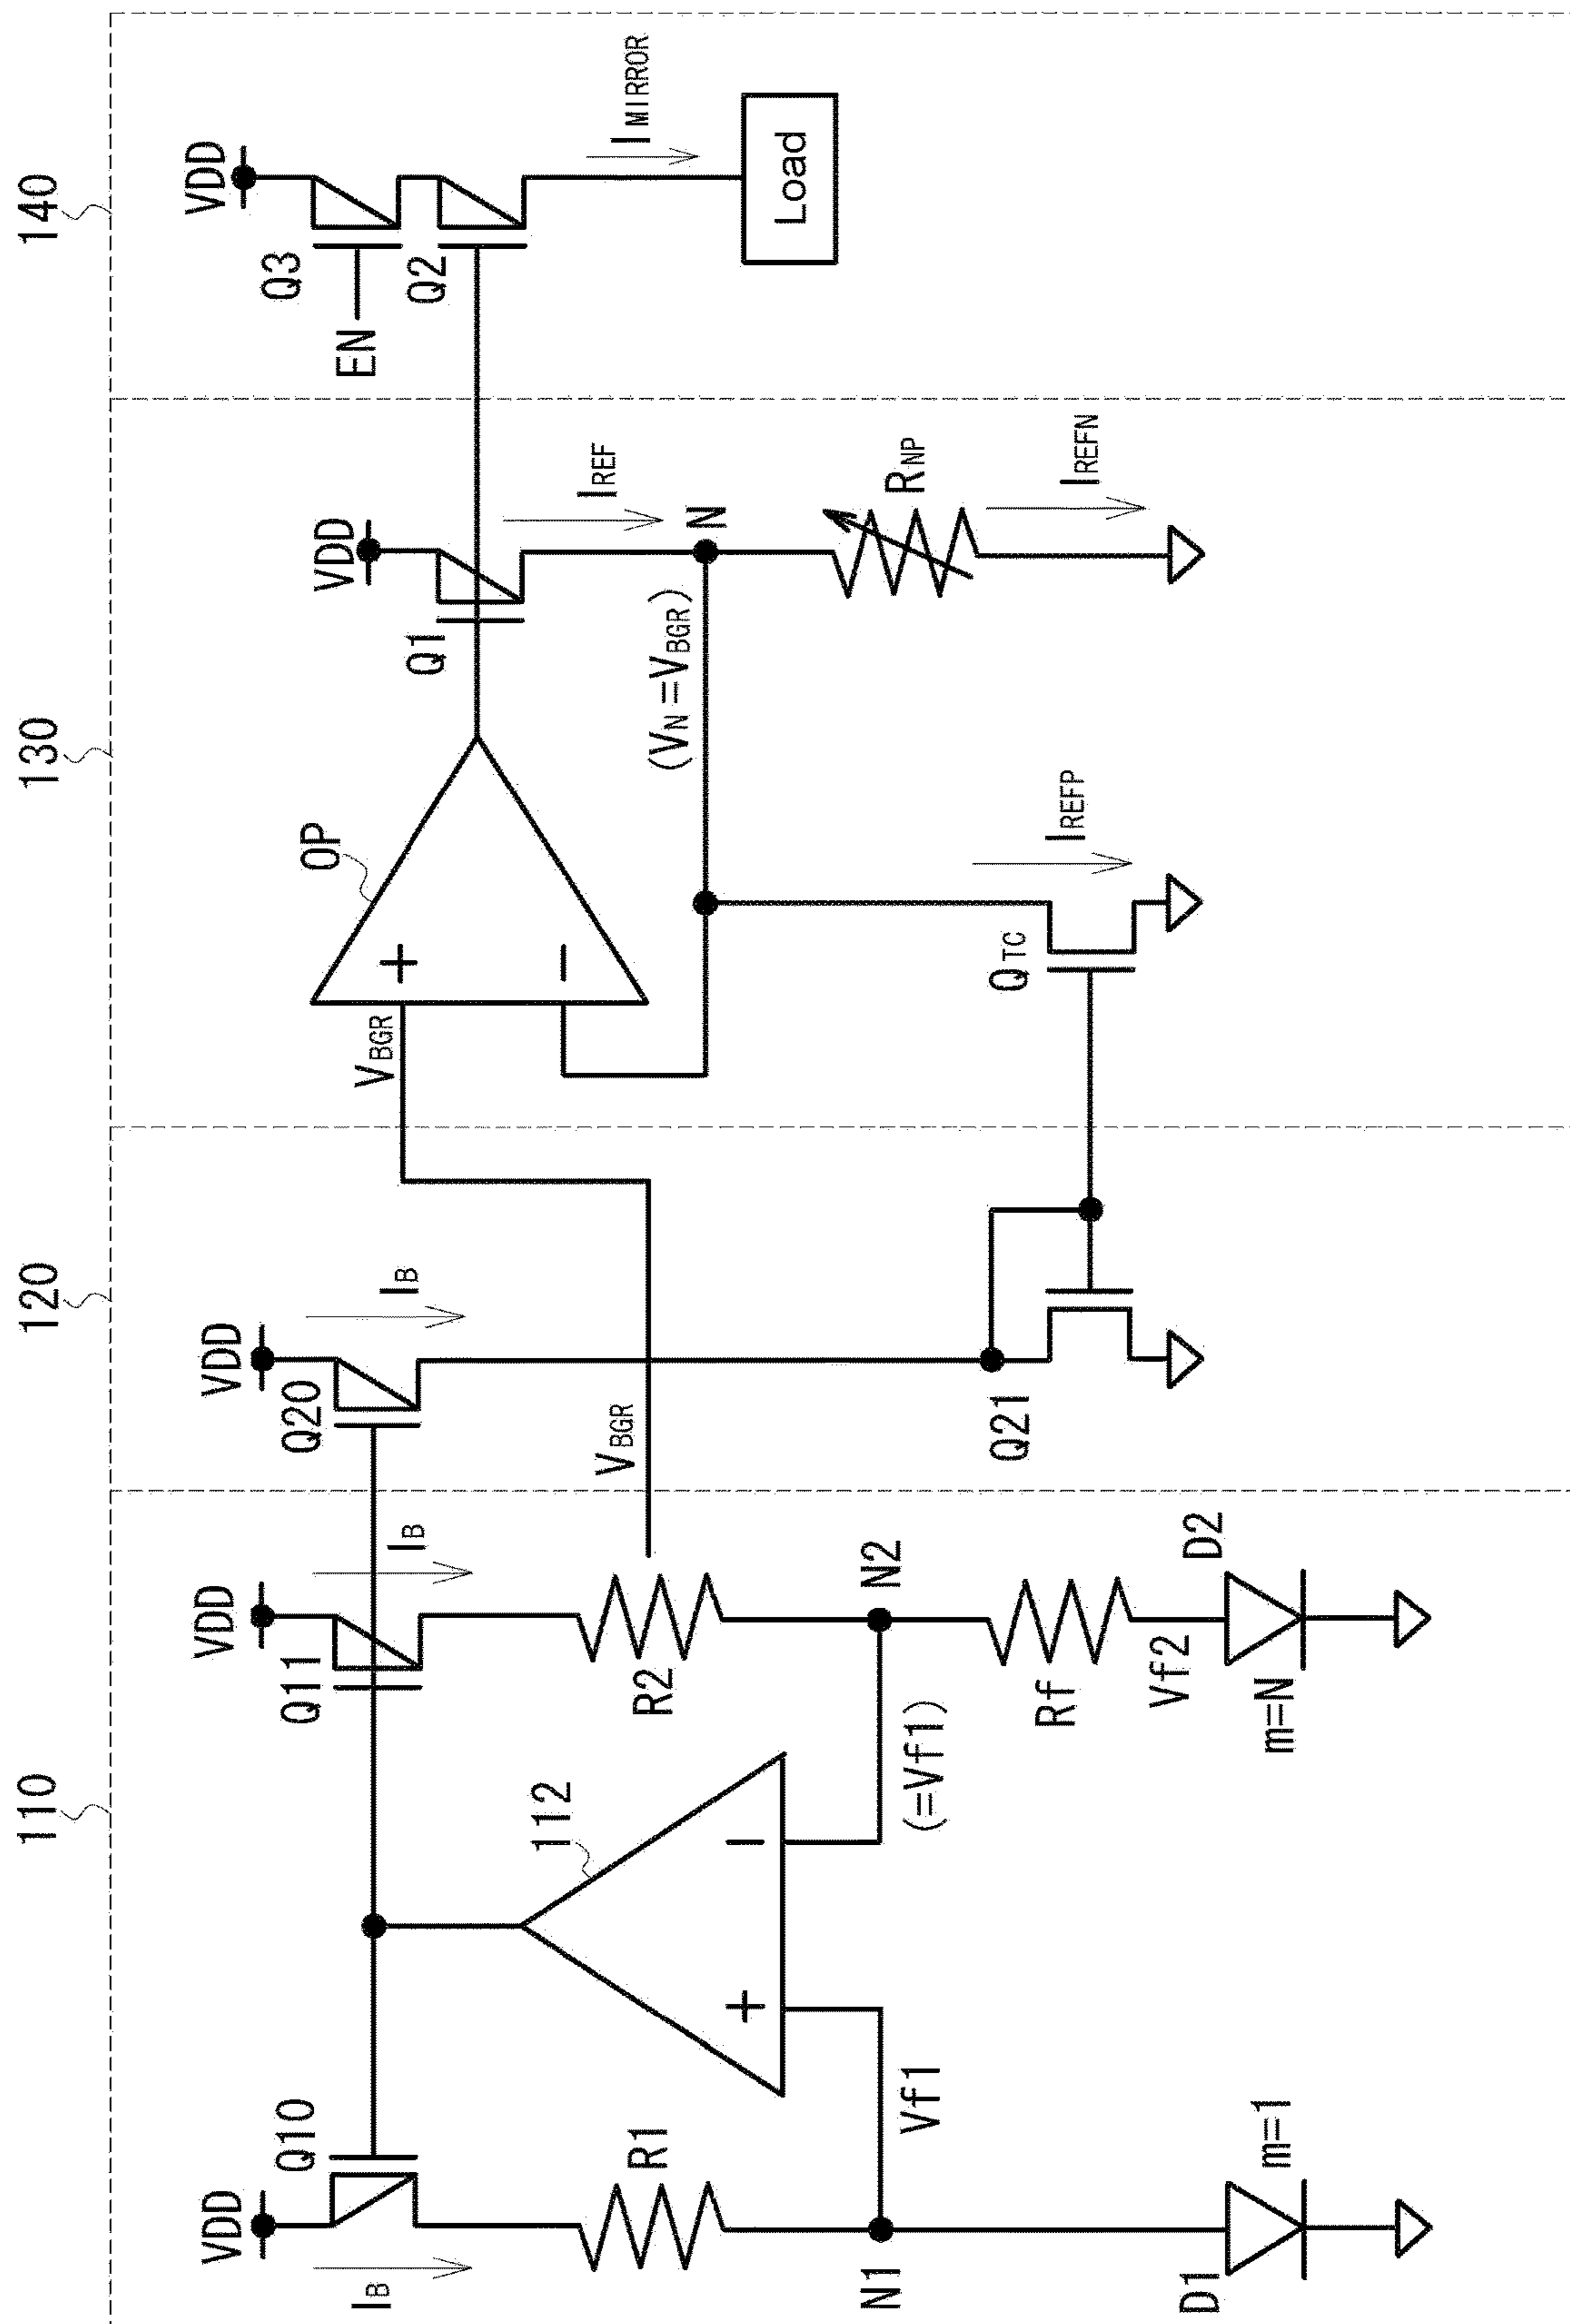 110
120
130
140
VDD
Q10
IB
R1
N1
Vf1
D1
m=1
112
+
−
VDD
Q11
IB
R2
VBGR
N2
(=Vf1)
Rf
Vf2
D2
m=N
VDD
Q20
IB
Q21
VBGR
OP
+
−
VDD
Q1
IREF
N
(VN=VBGR)
RNP
IREFN
QTC
IREFP
VDD
Q3
EN
Q2
IMIRROR
Load